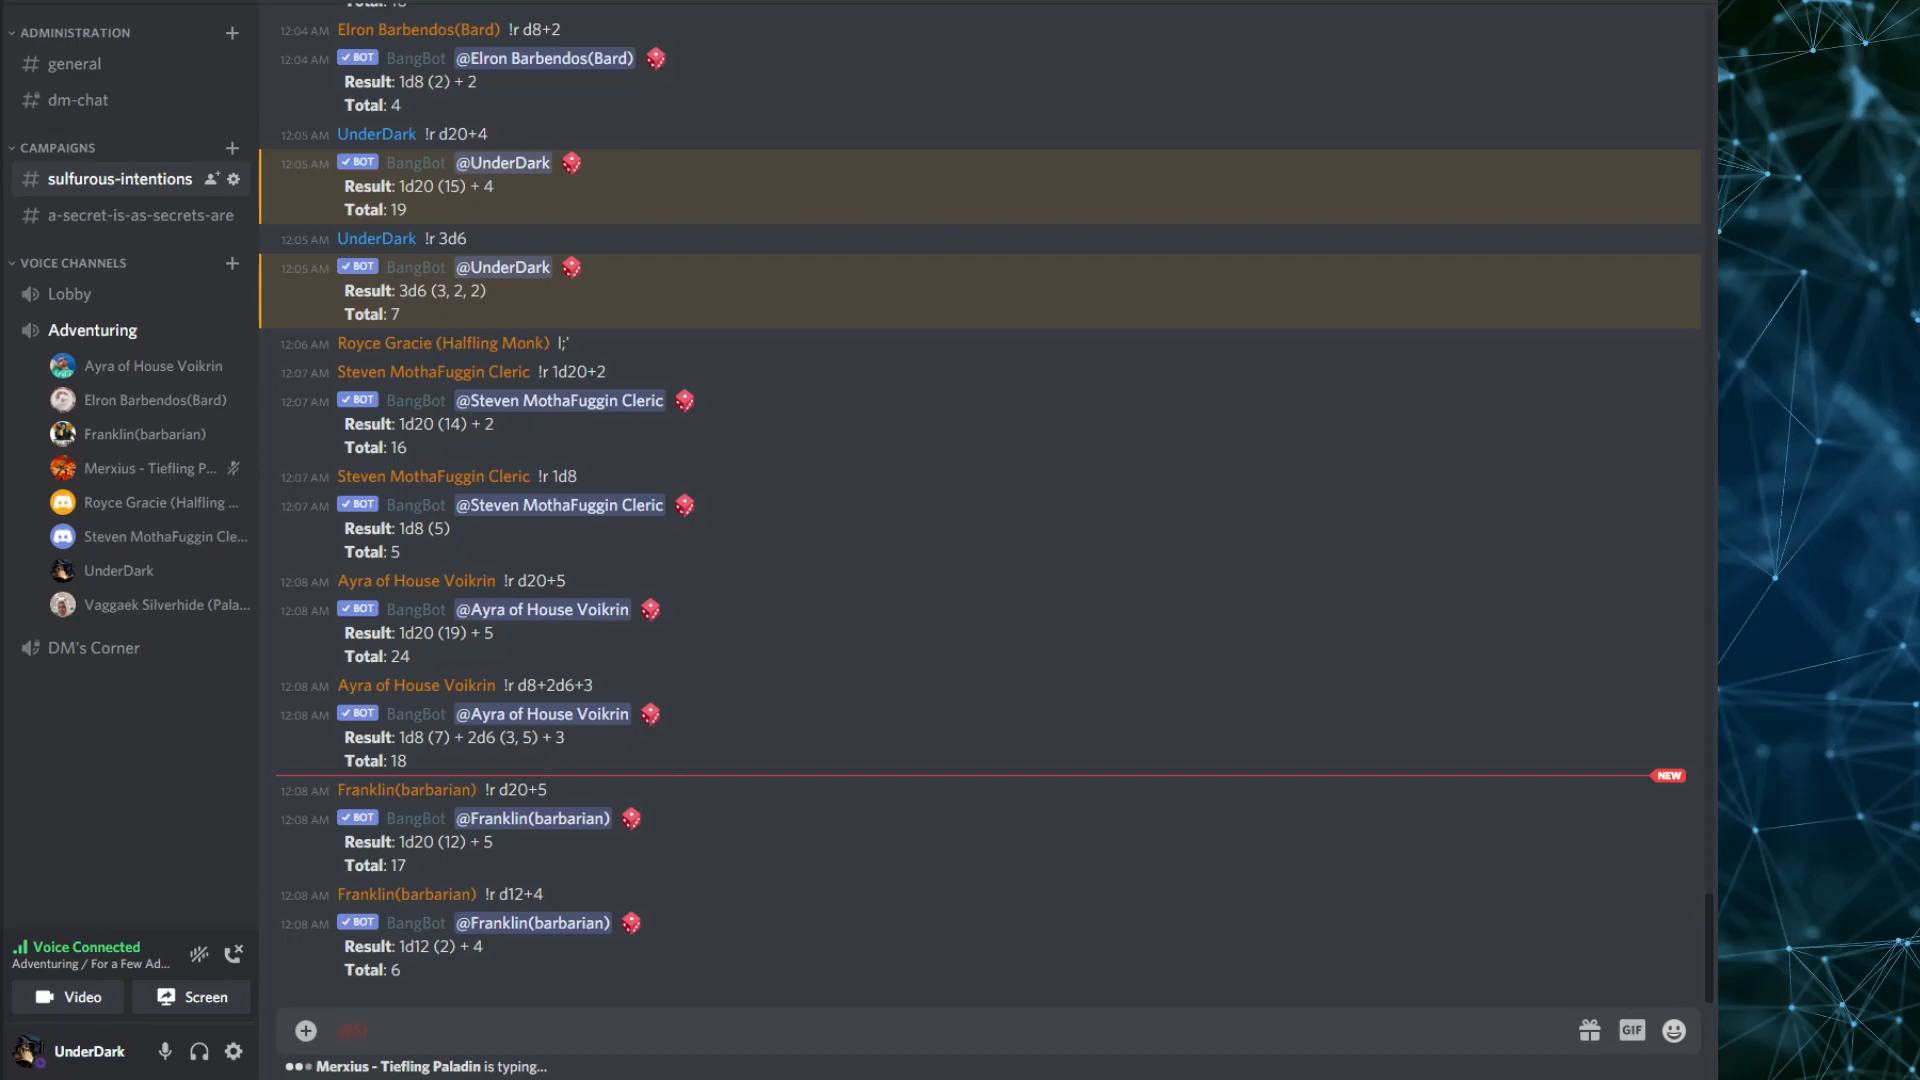 ADMINISTRATION
general
dm-chat
CAMPAIGNS
sulfurous-intentions
a-secret-is-as-secrets-are
VOICE CHANNELS
Lobby
Adventuring
Ayra of House Voikrin
Elron Barbendos(Bard)
Franklin(barbarian)
Merxius - Tiefling P...
Royce Gracie (Halfling ...
Steven MothaFuggin Cle...
UnderDark
Vaggaek Silverhide (Pala...
DM's Corner
Voice Connected
Adventuring / For a Few Ad...
Video Screen
UnderDark
12:04 AM Elron Barbendos(Bard) !r d8+2
12:04 AM BOT BangBot @Elron Barbendos(Bard)
Result: 1d8 (2) + 2
Total: 4
12:05 AM UnderDark !r d20+4
12:05 AM BOT BangBot @UnderDark
Result: 1d20 (15) + 4
Total: 19
12:05 AM UnderDark !r 3d6
12:05 AM BOT BangBot @UnderDark
Result: 3d6 (3, 2, 2)
Total: 7
12:06 AM Royce Gracie (Halfling Monk) l;'
12:07 AM Steven MothaFuggin Cleric !r 1d20+2
12:07 AM BOT BangBot @Steven MothaFuggin Cleric
Result: 1d20 (14) + 2
Total: 16
12:07 AM Steven MothaFuggin Cleric !r 1d8
12:07 AM BOT BangBot @Steven MothaFuggin Cleric
Result: 1d8 (5)
Total: 5
12:08 AM Ayra of House Voikrin !r d20+5
12:08 AM BOT BangBot @Ayra of House Voikrin
Result: 1d20 (19) + 5
Total: 24
12:08 AM Ayra of House Voikrin !r d8+2d6+3
12:08 AM BOT BangBot @Ayra of House Voikrin
Result: 1d8 (7) + 2d6 (3, 5) + 3
Total: 18
NEW
12:08 AM Franklin(barbarian) !r d20+5
12:08 AM BOT BangBot @Franklin(barbarian)
Result: 1d20 (12) + 5
Total: 17
12:08 AM Franklin(barbarian) !r d12+4
12:08 AM BOT BangBot @Franklin(barbarian)
Result: 1d12 (2) + 4
Total: 6
GIF
Merxius - Tiefling Paladin is typing...